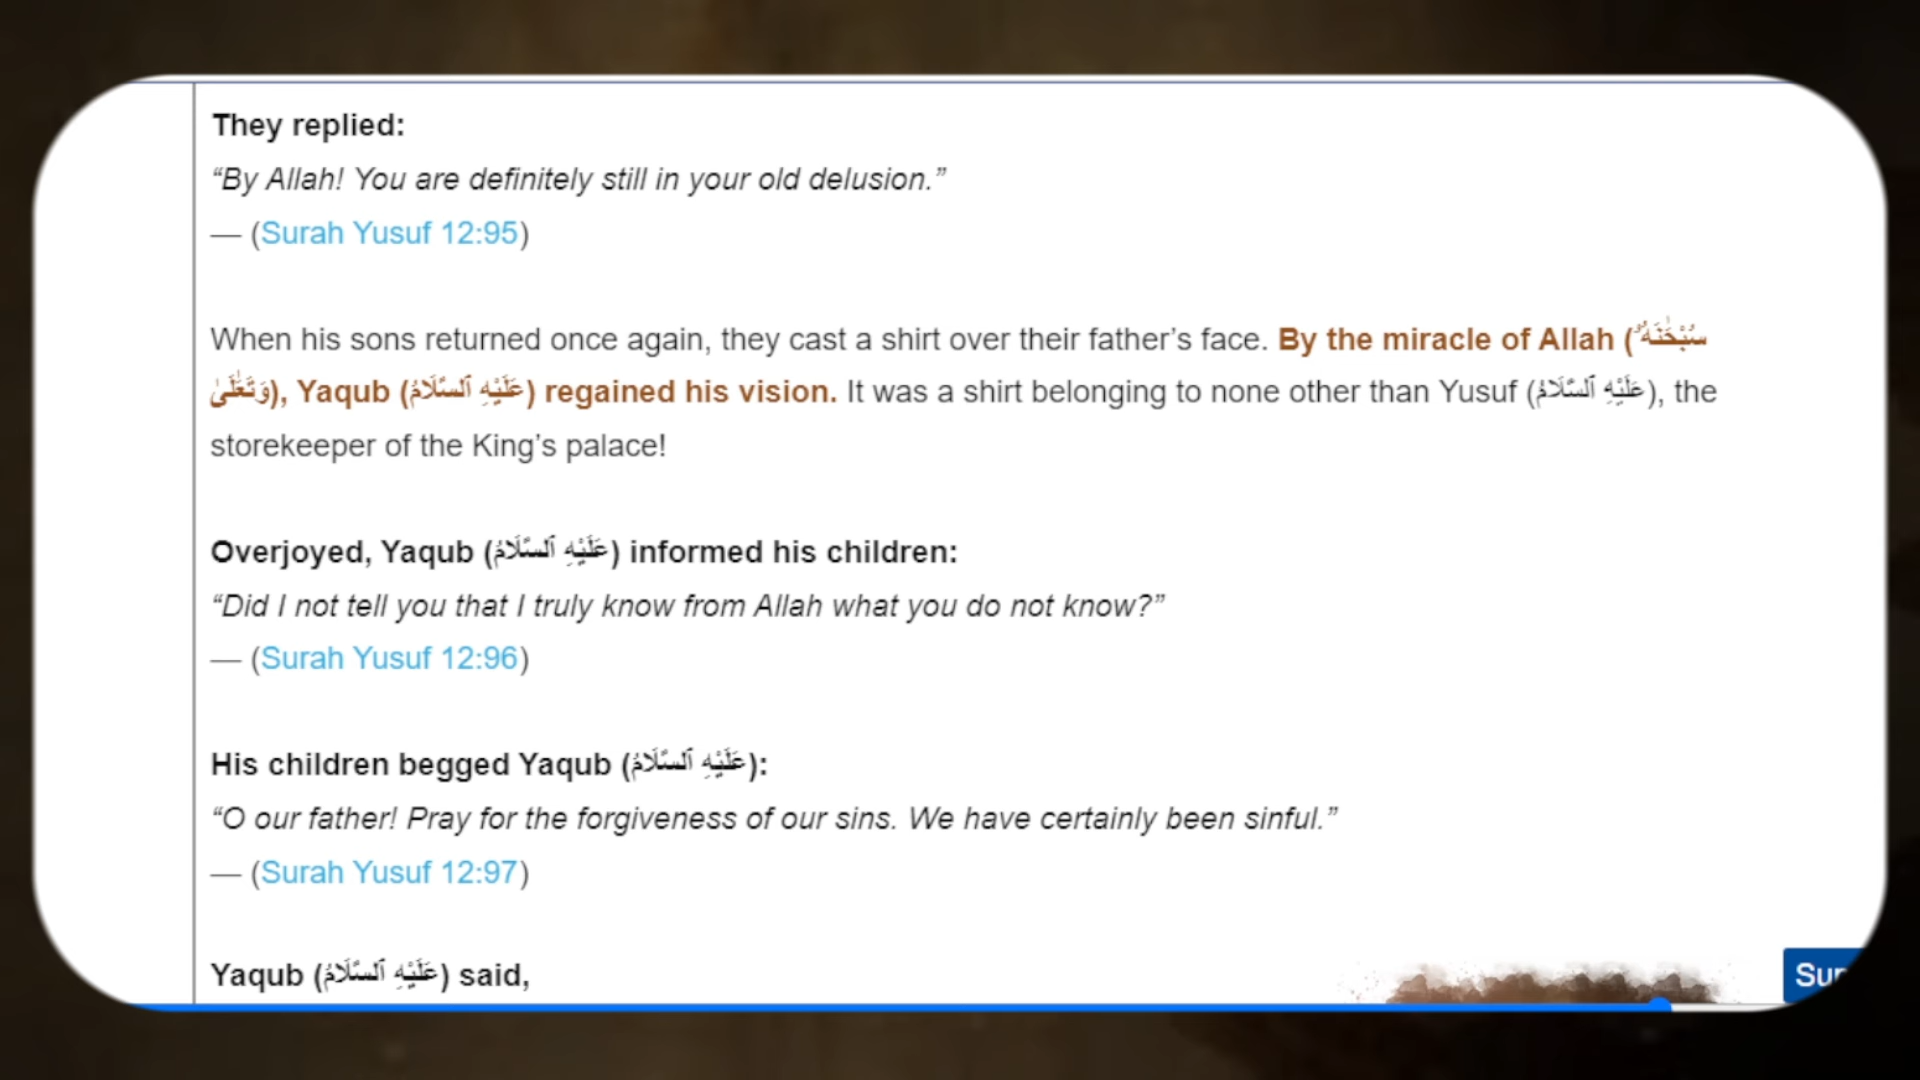 They replied:
“By Allah! You are definitely still in your old delusion.”
— (Surah Yusuf 12:95)
When his sons returned once again, they cast a shirt over their father’s face. By the miracle of Allah (سُبْحَٰنَهُۥ
وَتَعَٰلَىٰ), Yaqub (عَلَيْهِ ٱلسَّلَامُ) regained his vision. It was a shirt belonging to none other than Yusuf (عَلَيْهِ ٱلسَّلَامُ), the
storekeeper of the King’s palace!
Overjoyed, Yaqub (عَلَيْهِ ٱلسَّلَامُ) informed his children:
“Did I not tell you that I truly know from Allah what you do not know?”
— (Surah Yusuf 12:96)
His children begged Yaqub (عَلَيْهِ ٱلسَّلَامُ):
“O our father! Pray for the forgiveness of our sins. We have certainly been sinful.”
— (Surah Yusuf 12:97)
Yaqub (عَلَيْهِ ٱلسَّلَامُ) said,